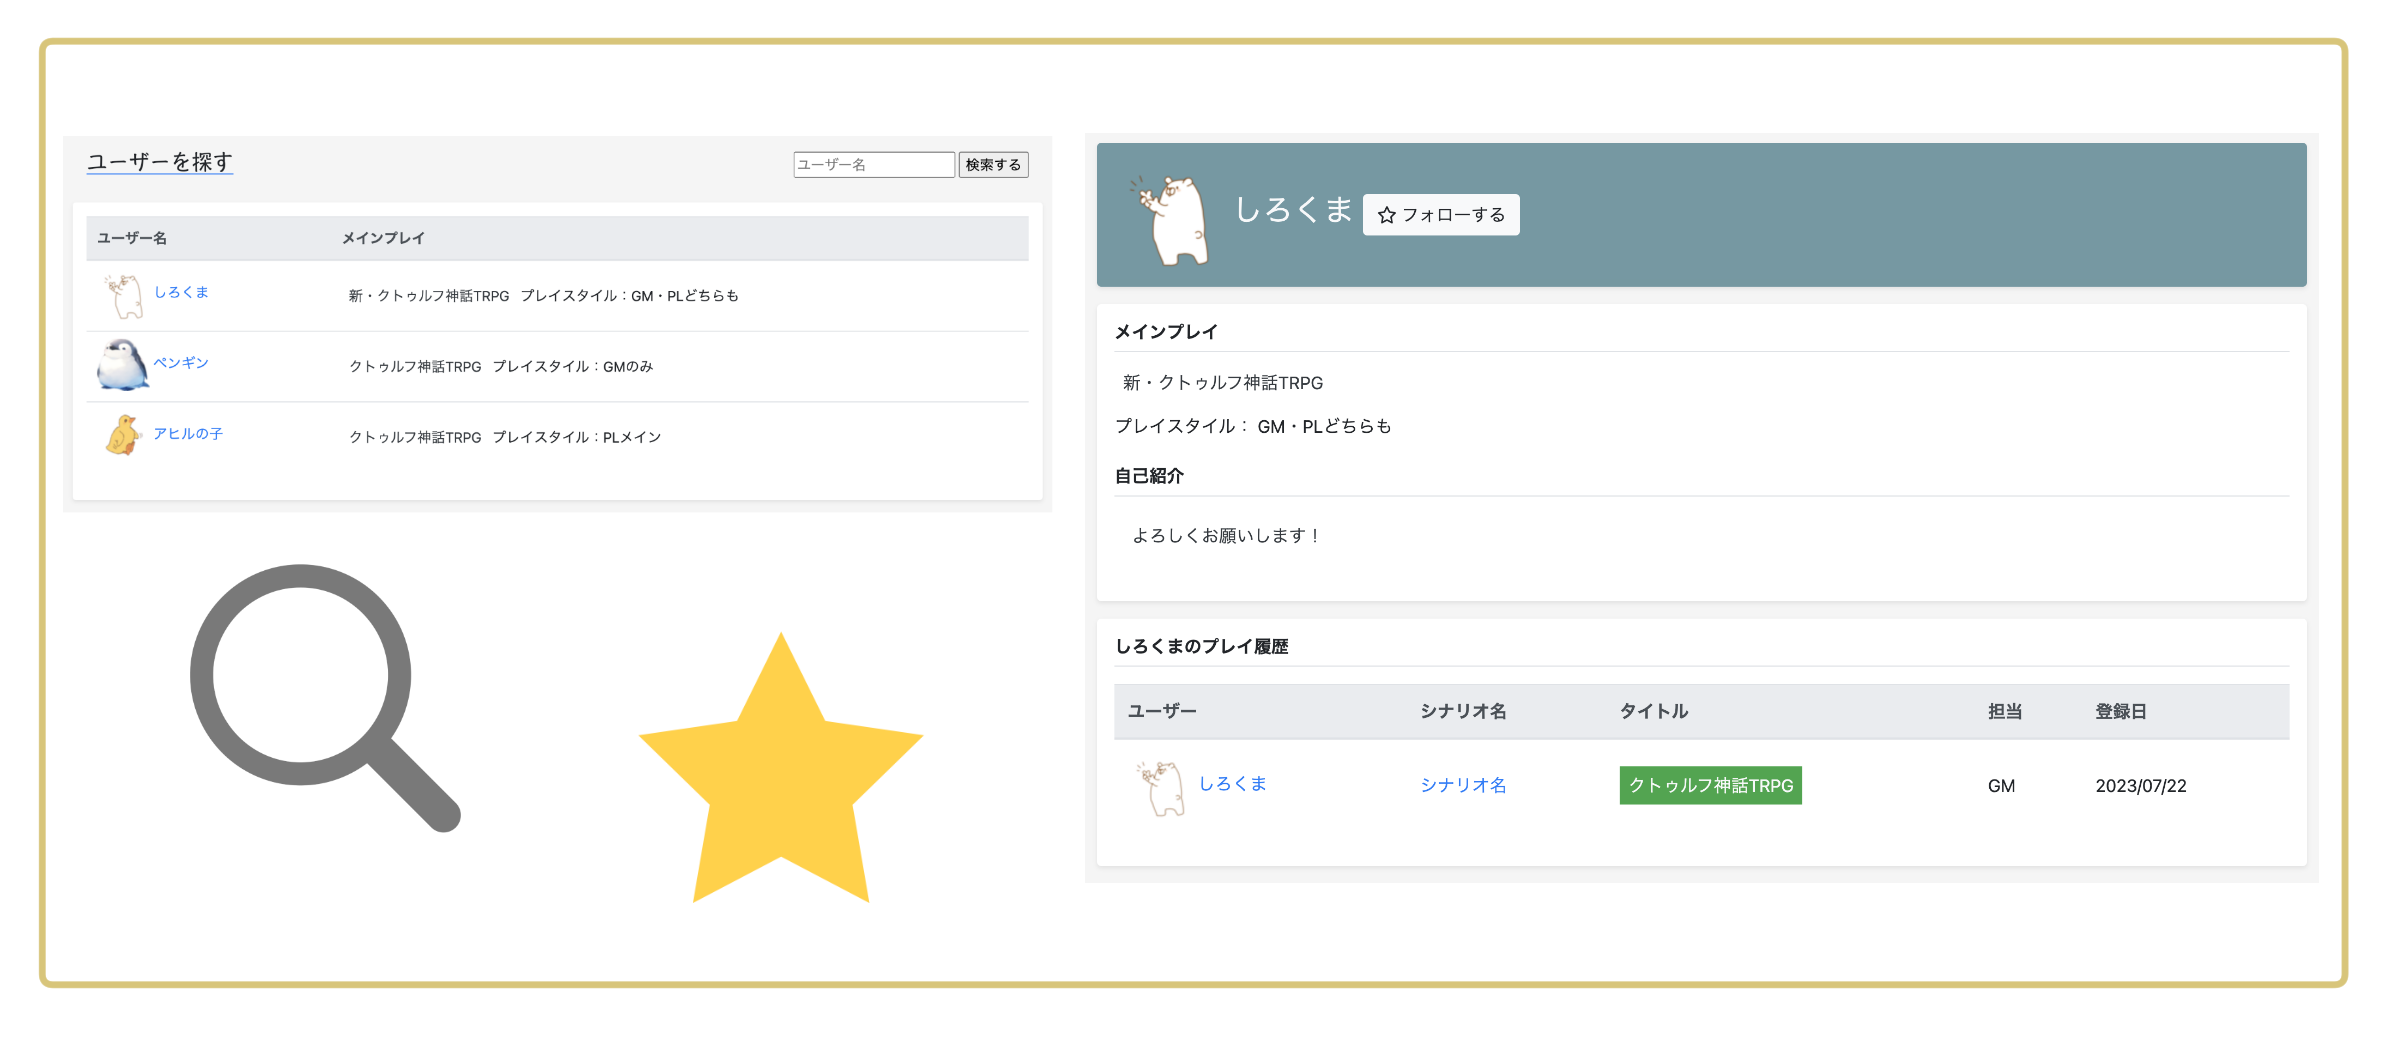 ユーザーを探す
ユーザー名 検索する
ユーザー名 メインプレイ
しろくま 新・クトゥルフ神話TRPG プレイスタイル：GM・PLどちらも
ペンギン クトゥルフ神話TRPG プレイスタイル：GMのみ
アヒルの子 クトゥルフ神話TRPG プレイスタイル：PLメイン
しろくま フォローする
メインプレイ
新・クトゥルフ神話TRPG
プレイスタイル： GM・PLどちらも
自己紹介
よろしくお願いします！
しろくまのプレイ履歴
ユーザー シナリオ名 タイトル 担当 登録日
しろくま シナリオ名 クトゥルフ神話TRPG GM 2023/07/22